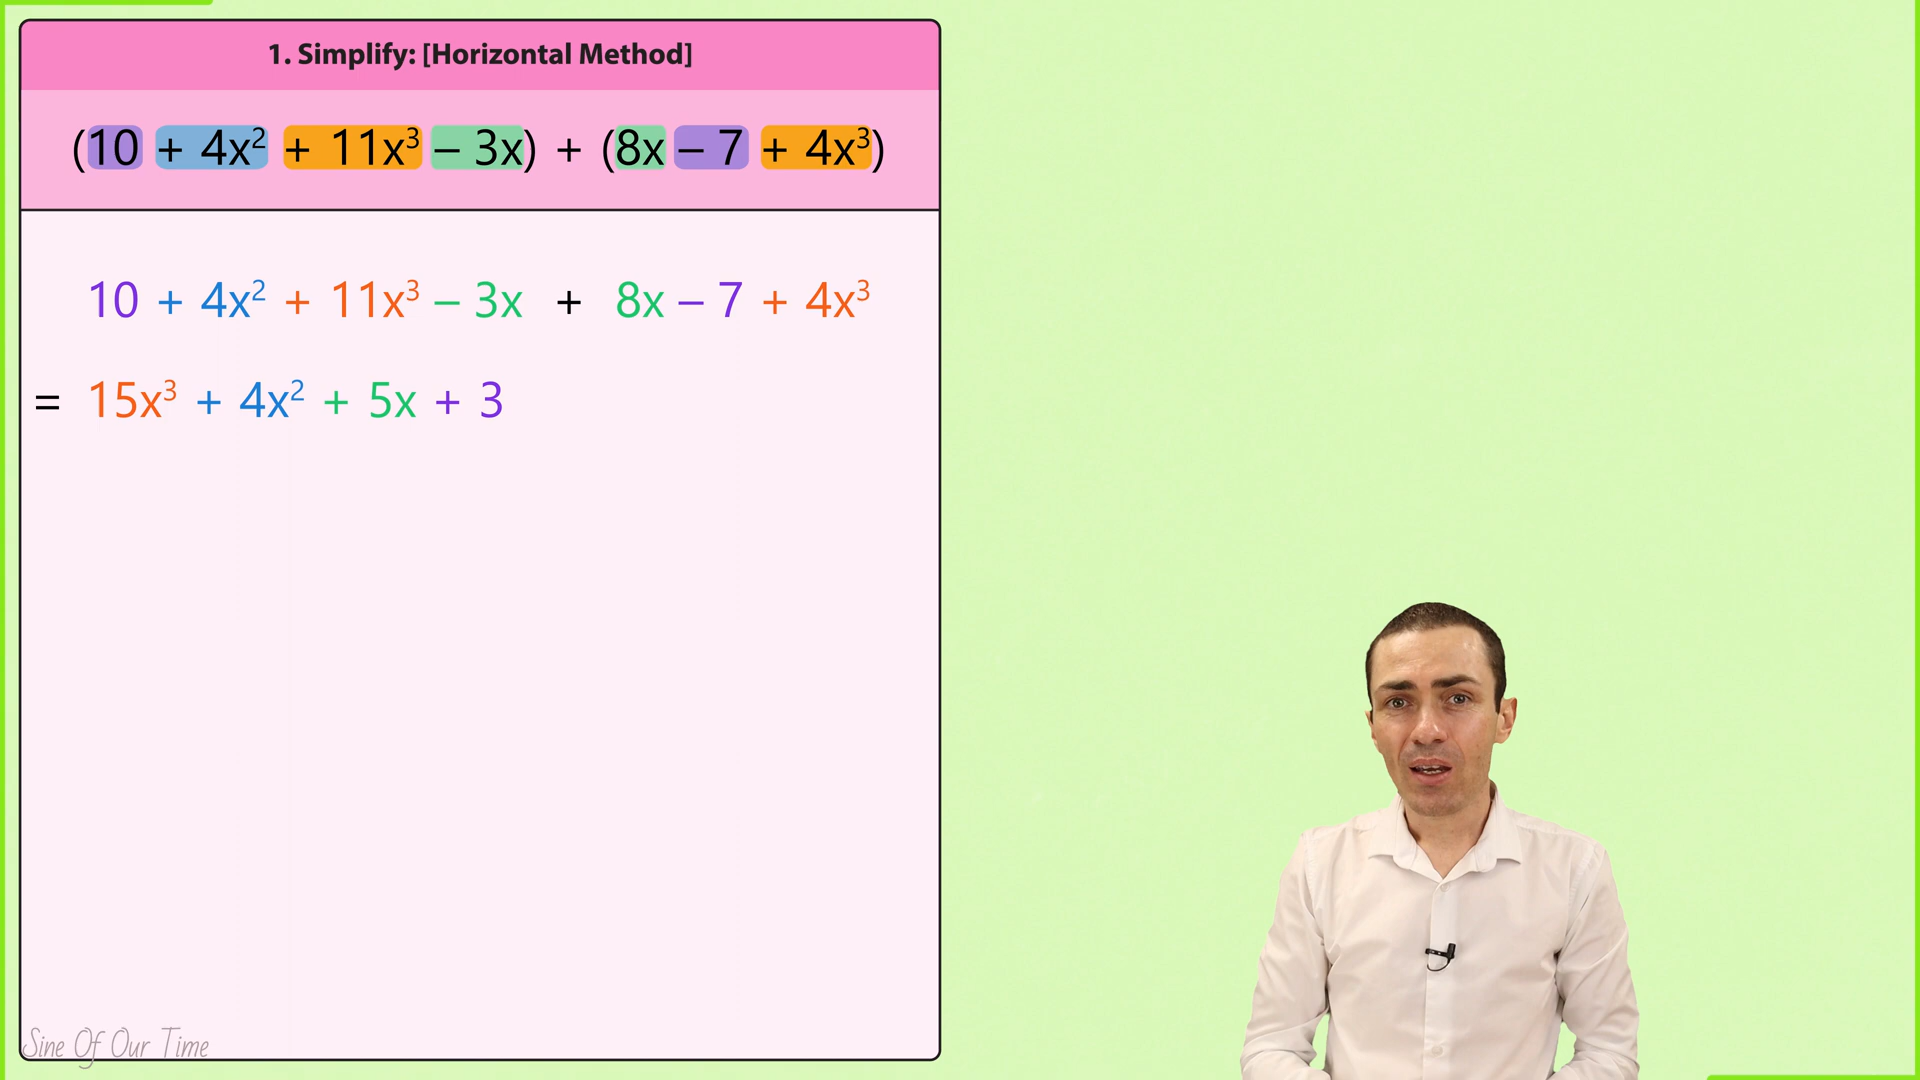 1. Simplify: [Horizontal Method]
(10 + 4x² + 11x³ – 3x) + (8x – 7 + 4x³)
10 + 4x² + 11x³ – 3x + 8x – 7 + 4x³
= 15x³ + 4x² + 5x + 3
Sine Of Our Time